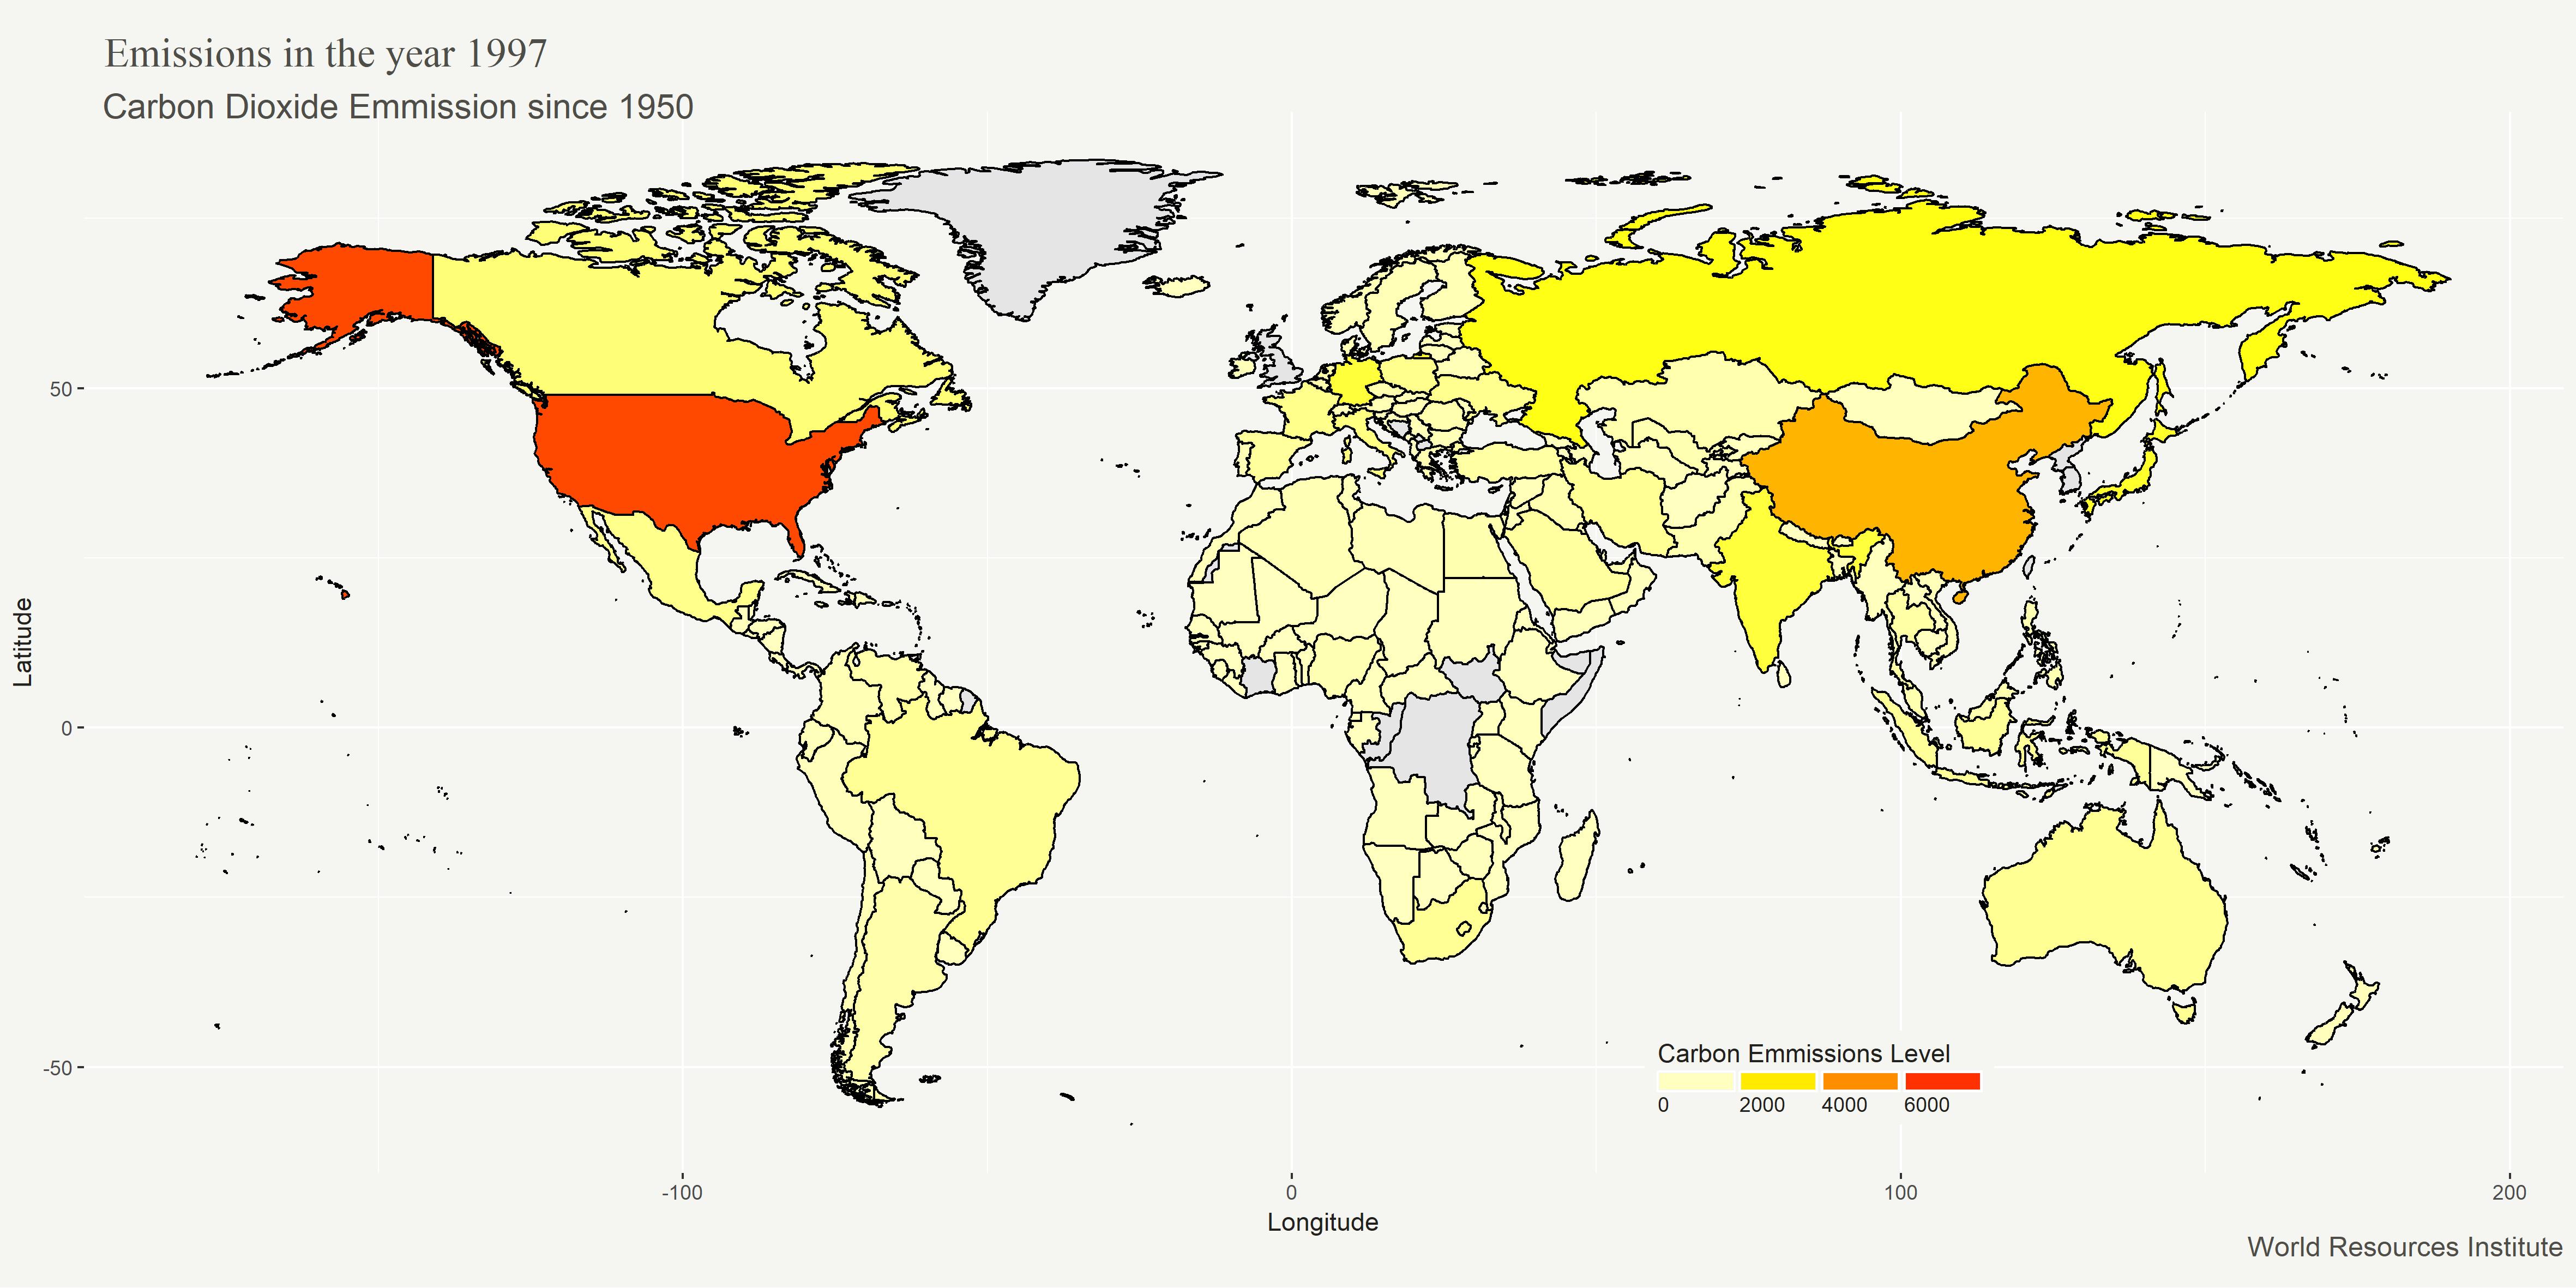 Emissions in the year 1997
Carbon Dioxide Emmission since 1950
50
0
-50
Latitude
Carbon Emmissions Level
0 2000 4000 6000
-100 0 100 200
Longitude
World Resources Institute